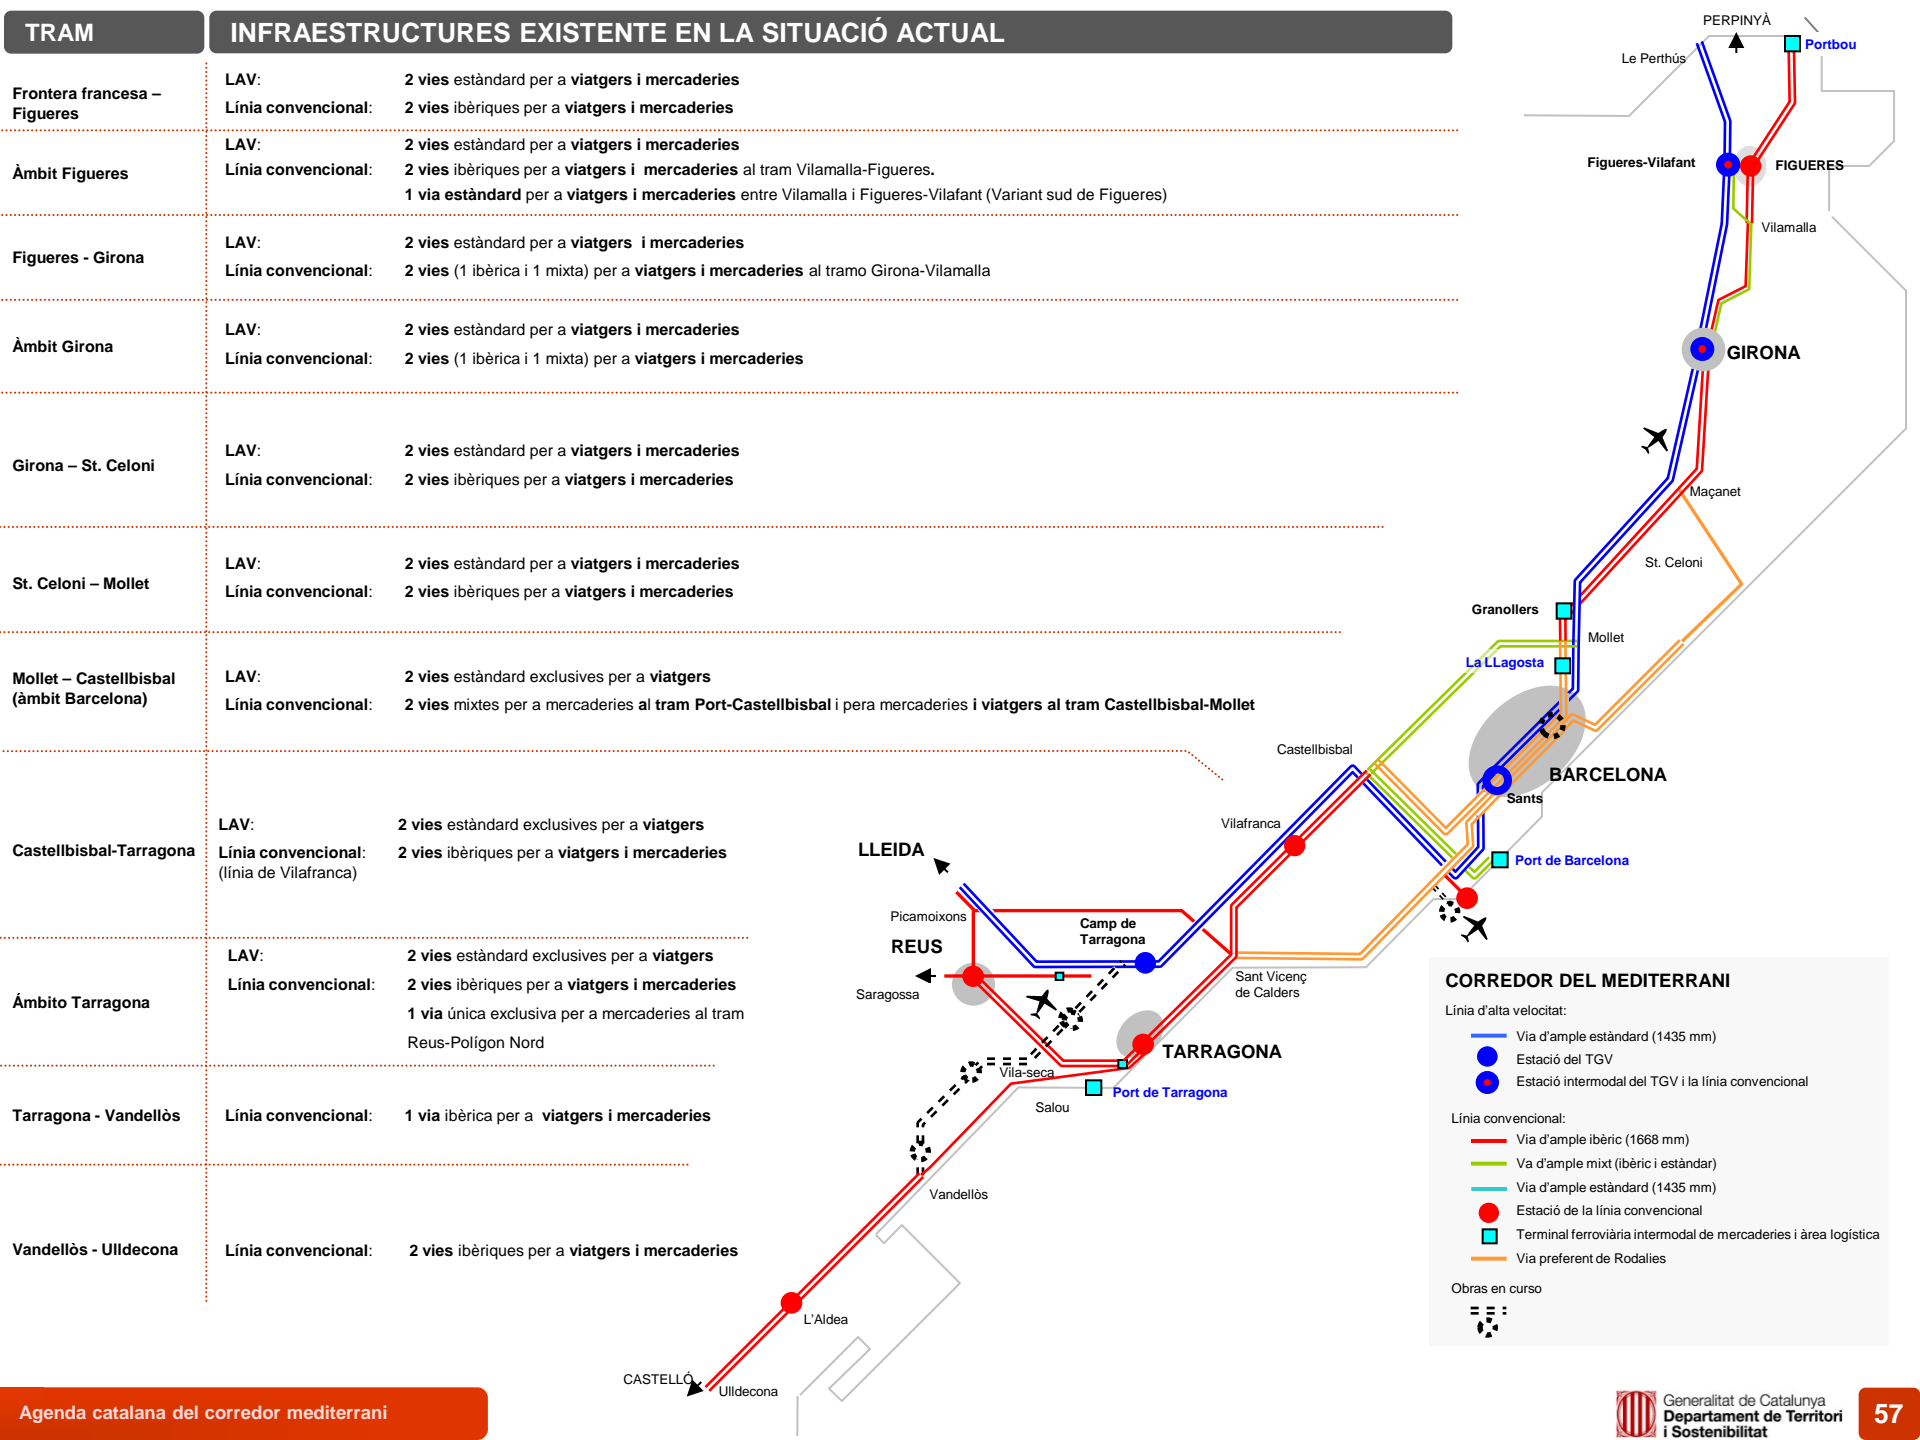 TRAM
INFRAESTRUCTURES EXISTENTE EN LA SITUACIÓ ACTUAL
Frontera francesa –
Figueres
LAV: 2 vies estàndard per a viatgers i mercaderies
Línia convencional: 2 vies ibèriques per a viatgers i mercaderies
Àmbit Figueres
LAV: 2 vies estàndard per a viatgers i mercaderies
Línia convencional: 2 vies ibèriques per a viatgers i mercaderies al tram Vilamalla-Figueres.
1 via estàndard per a viatgers i mercaderies entre Vilamalla i Figueres-Vilafant (Variant sud de Figueres)
Figueres - Girona
LAV: 2 vies estàndard per a viatgers i mercaderies
Línia convencional: 2 vies (1 ibèrica i 1 mixta) per a viatgers i mercaderies al tramo Girona-Vilamalla
Àmbit Girona
LAV: 2 vies estàndard per a viatgers i mercaderies
Línia convencional: 2 vies (1 ibèrica i 1 mixta) per a viatgers i mercaderies
Girona – St. Celoni
LAV: 2 vies estàndard per a viatgers i mercaderies
Línia convencional: 2 vies ibèriques per a viatgers i mercaderies
St. Celoni – Mollet
LAV: 2 vies estàndard per a viatgers i mercaderies
Línia convencional: 2 vies ibèriques per a viatgers i mercaderies
Mollet – Castellbisbal
(àmbit Barcelona)
LAV: 2 vies estàndard exclusives per a viatgers
Línia convencional: 2 vies mixtes per a mercaderies al tram Port-Castellbisbal i pera mercaderies i viatgers al tram Castellbisbal-Mollet
Castellbisbal-Tarragona
LAV: 2 vies estàndard exclusives per a viatgers
Línia convencional: 2 vies ibèriques per a viatgers i mercaderies
(línia de Vilafranca)
Ámbito Tarragona
LAV: 2 vies estàndard exclusives per a viatgers
Línia convencional: 2 vies ibèriques per a viatgers i mercaderies
1 via única exclusiva per a mercaderies al tram
Reus-Polígon Nord
Tarragona - Vandellòs
Línia convencional: 1 via ibèrica per a viatgers i mercaderies
Vandellòs - Ulldecona
Línia convencional: 2 vies ibèriques per a viatgers i mercaderies
PERPINYÀ
Portbou
Le Perthús
Figueres-Vilafant
FIGUERES
Vilamalla
GIRONA
Maçanet
St. Celoni
Granollers
Mollet
La LLagosta
Castellbisbal
BARCELONA
Sants
Vilafranca
LLEIDA
Port de Barcelona
Picamoixons
Camp de
Tarragona
REUS
Saragossa
Sant Vicenç
de Calders
TARRAGONA
Vila-seca
Port de Tarragona
Salou
Vandellòs
L'Aldea
CASTELLÓ
Ulldecona
CORREDOR DEL MEDITERRANI
Línia d'alta velocitat:
Via d'ample estàndard (1435 mm)
Estació del TGV
Estació intermodal del TGV i la línia convencional
Línia convencional:
Via d'ample ibèric (1668 mm)
Va d'ample mixt (ibèric i estàndar)
Via d'ample estàndard (1435 mm)
Estació de la línia convencional
Terminal ferroviària intermodal de mercaderies i àrea logística
Via preferent de Rodalies
Obras en curso
Agenda catalana del corredor mediterrani
Generalitat de Catalunya
Departament de Territori
i Sostenibilitat
57